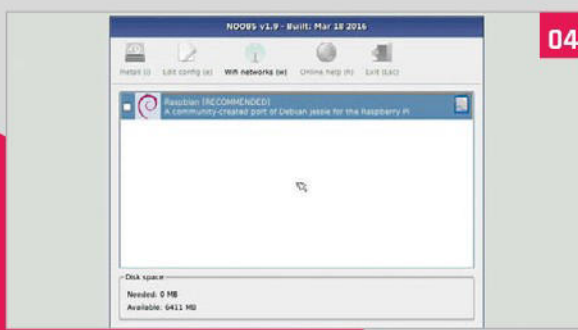 NOOBS v1.9 - Built: Mar 18 2016
04
Install (i) Edit config (e) Wifi networks (w) Online help (h) Exit (Esc)
Raspbian [RECOMMENDED]
A community-created port of Debian jessie for the Raspberry Pi
Disk space
Needed: 0 MB
Available: 6411 MB